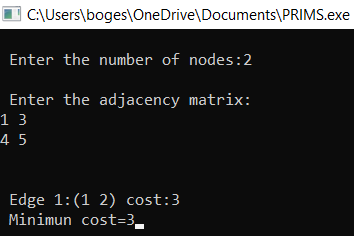 C:\Users\boges\OneDrive\Documents\PRIMS.exe
Enter the number of nodes:2
Enter the adjacency matrix:
1 3
4 5
Edge 1:(1 2) cost:3
Minimun cost=3